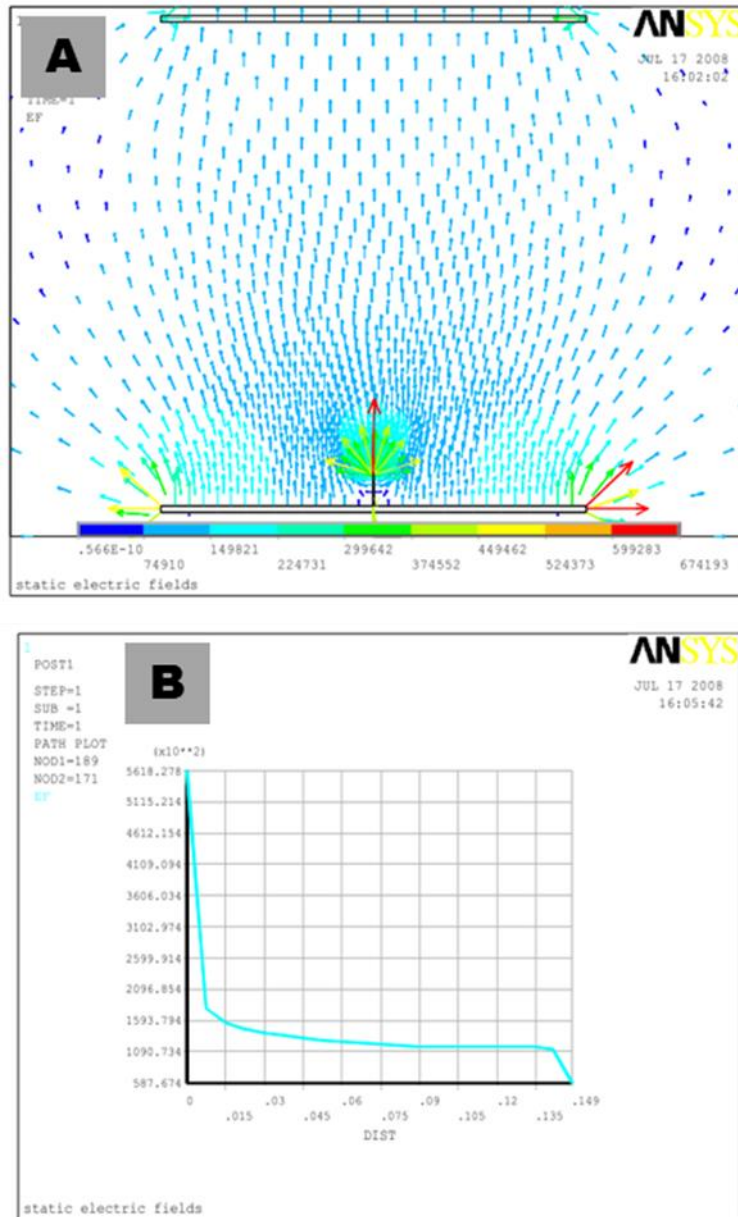 A
ANSYS
JUL 17 2008
16:02:02
TIME=1
EF
.566E-10 149821 299642 449462 599283
74910 224731 374552 524373 674193
static electric fields
1
B
ANSYS
JUL 17 2008
16:05:42
POST1
STEP=1
SUB =1
TIME=1
PATH PLOT
NOD1=189
NOD2=171
EF
(x10**2)
5618.278
5115.214
4612.154
4109.094
3606.034
3102.974
2599.914
2096.854
1593.794
1090.734
587.674
0 .03 .06 .09 .12 .149
.015 .045 .075 .105 .135
DIST
static electric fields